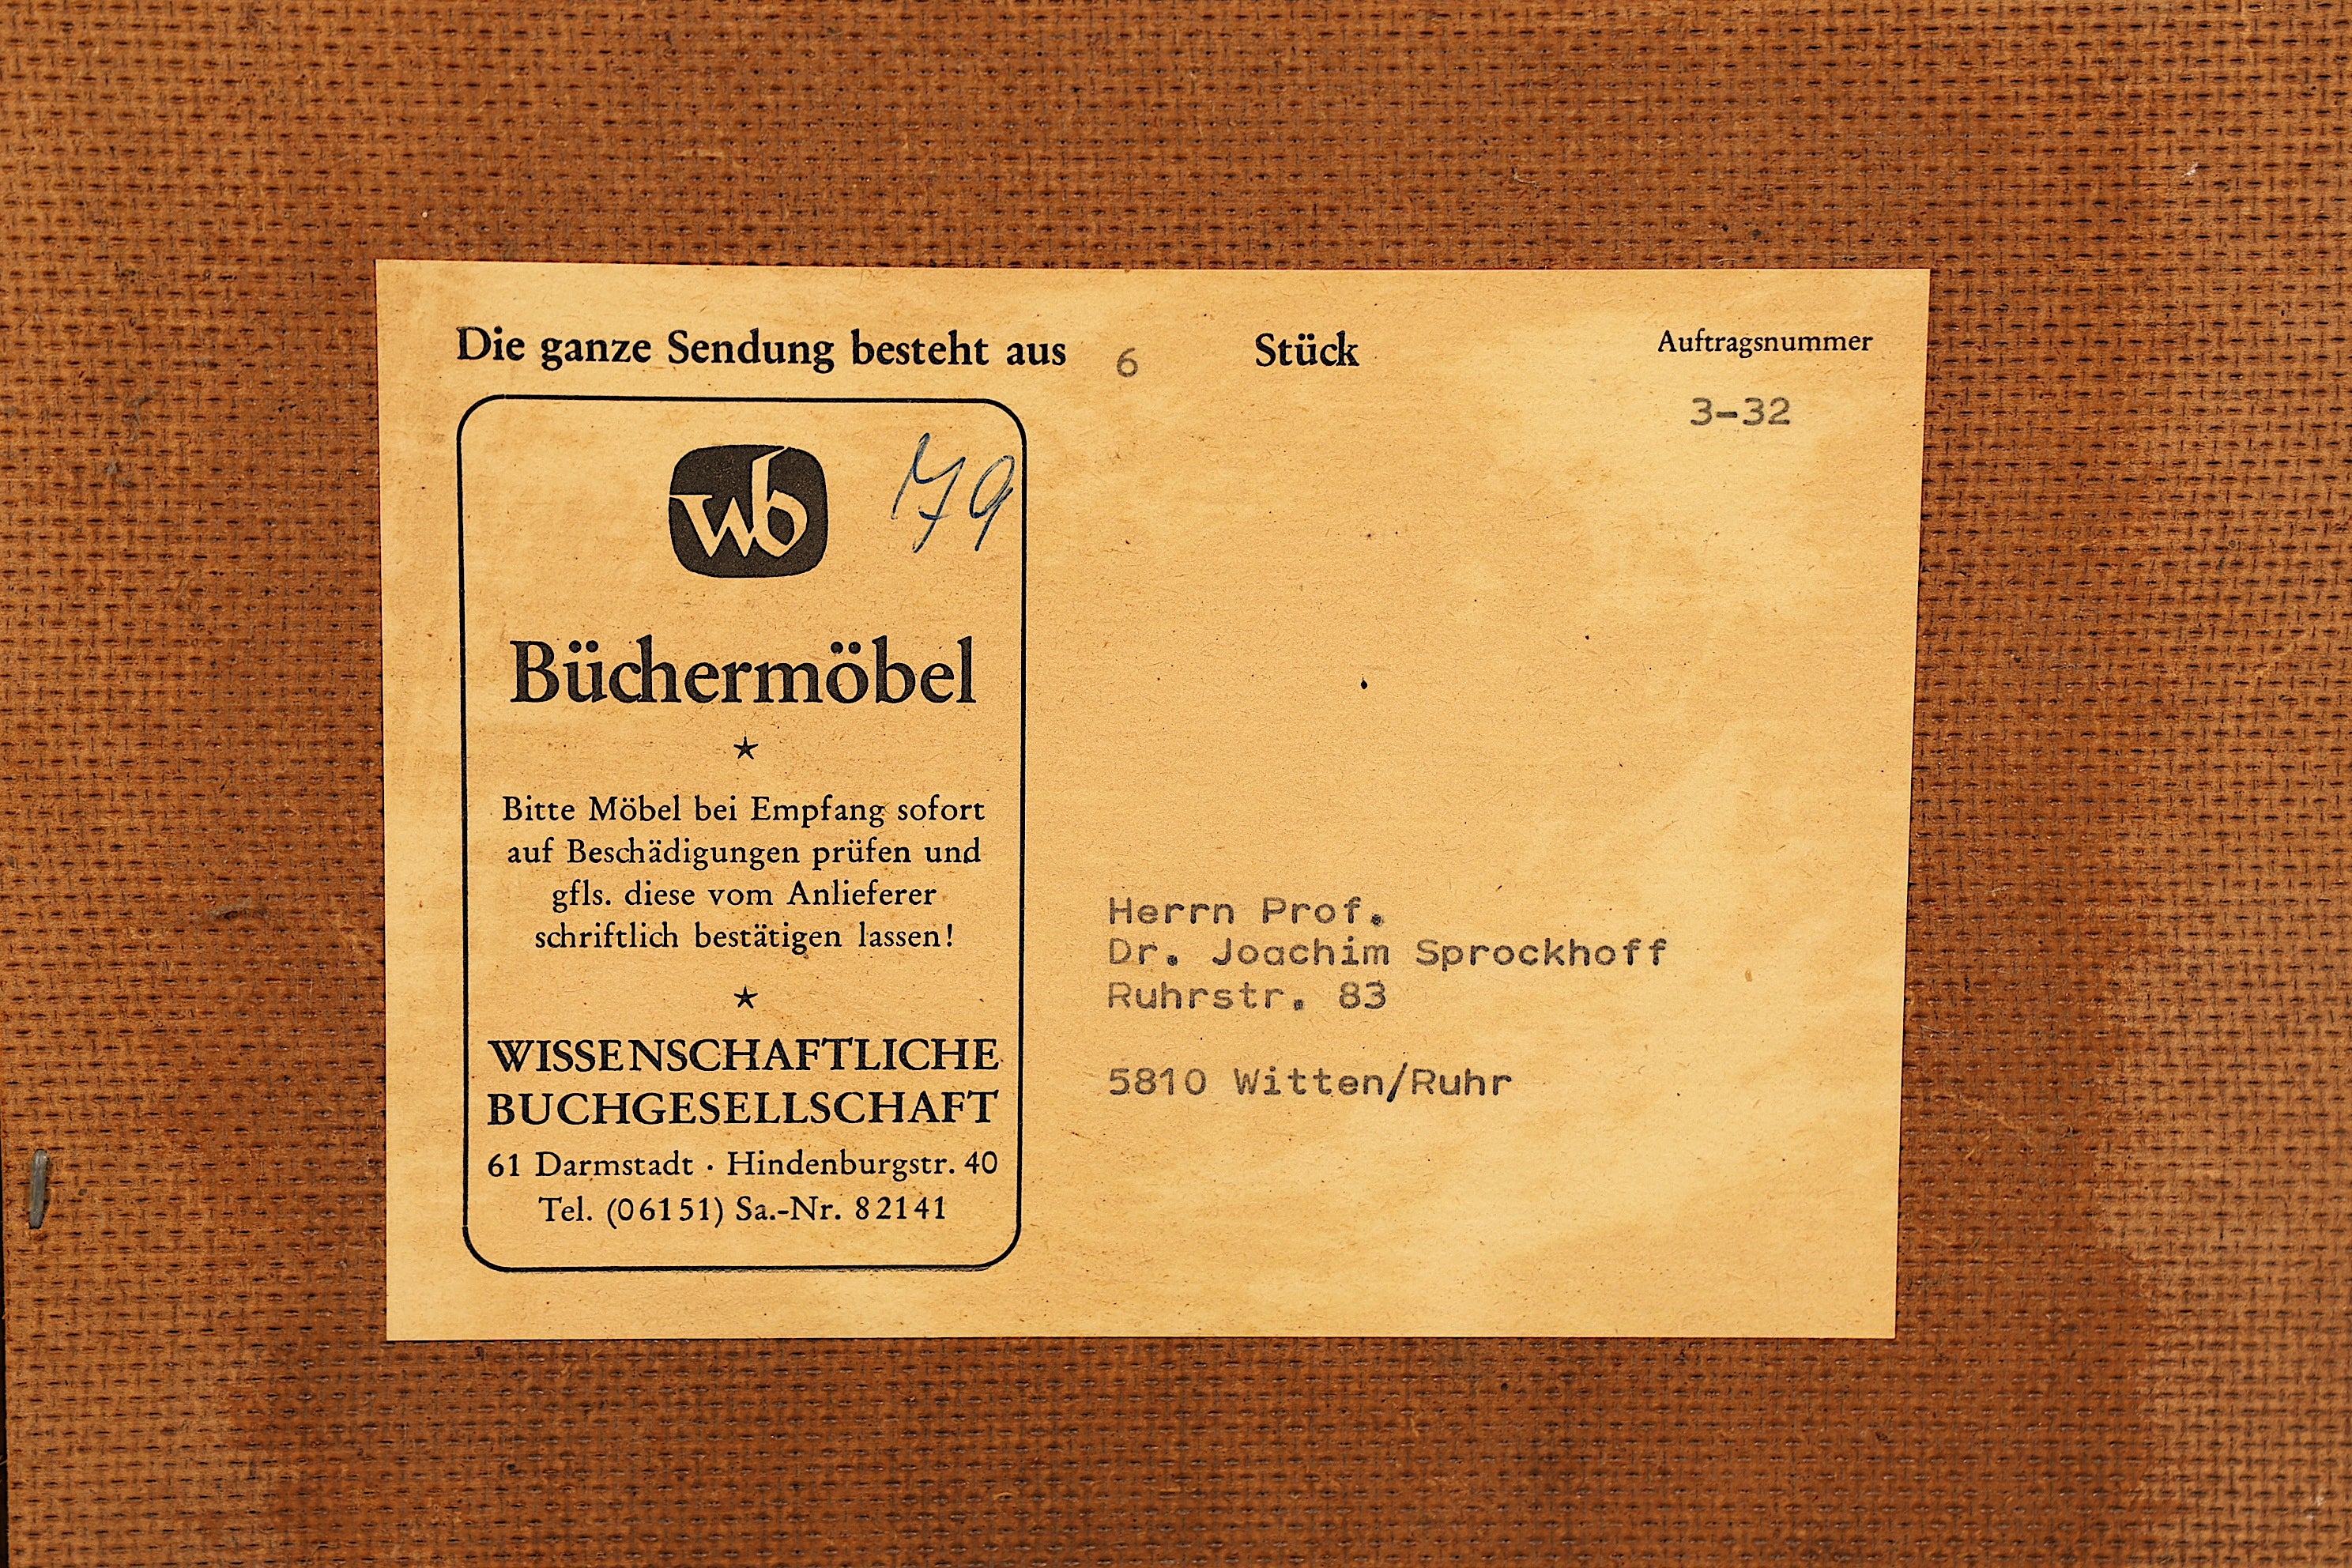 Die ganze Sendung besteht aus 6 Stück
Auftragsnummer
3-32
wb
79
Büchermöbel
★
Bitte Möbel bei Empfang sofort
auf Beschädigungen prüfen und
gfls. diese vom Anlieferer
schriftlich bestätigen lassen!
★
WISSENSCHAFTLICHE
BUCHGESELLSCHAFT
61 Darmstadt · Hindenburgstr. 40
Tel. (06151) Sa.-Nr. 82141
Herrn Prof.
Dr. Joachim Sprockhoff
Ruhrstr. 83
5810 Witten/Ruhr